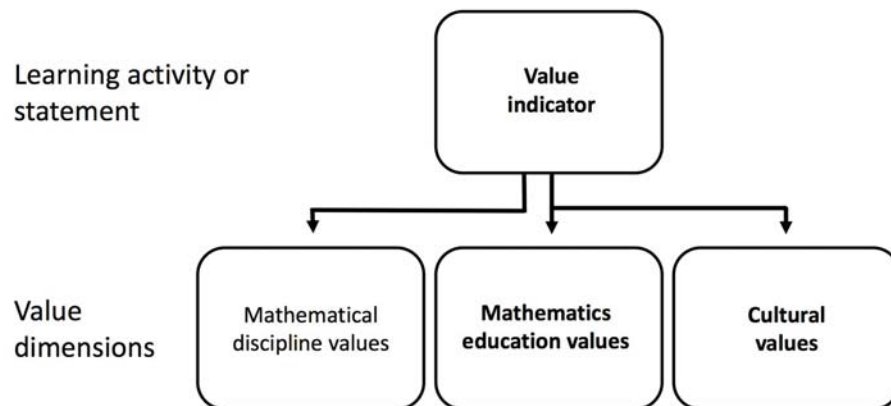 Learning activity or
statement
Value
indicator
Value
dimensions
Mathematical
discipline values
Mathematics
education values
Cultural
values